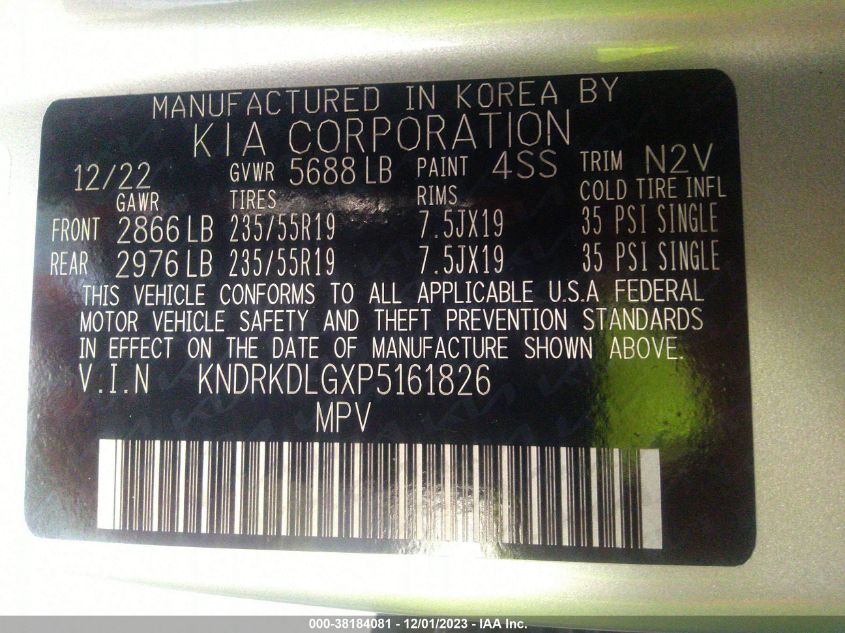 MANUFACTURED IN KOREA BY
KIA CORPORATION
12/22 GVWR 5688 LB PAINT 4SS TRIM N2V
GAWR TIRES RIMS COLD TIRE INFL
FRONT 2866 LB 235/55R19 7.5JX19 35 PSI SINGLE
REAR 2976 LB 235/55R19 7.5JX19 35 PSI SINGLE
THIS VEHICLE CONFORMS TO ALL APPLICABLE U.S.A FEDERAL
MOTOR VEHICLE SAFETY AND THEFT PREVENTION STANDARDS
IN EFFECT ON THE DATE OF MANUFACTURE SHOWN ABOVE.
V.I.N KNDRKDLGXP5161826
MPV
000-38184081 - 12/01/2023 - IAA Inc.